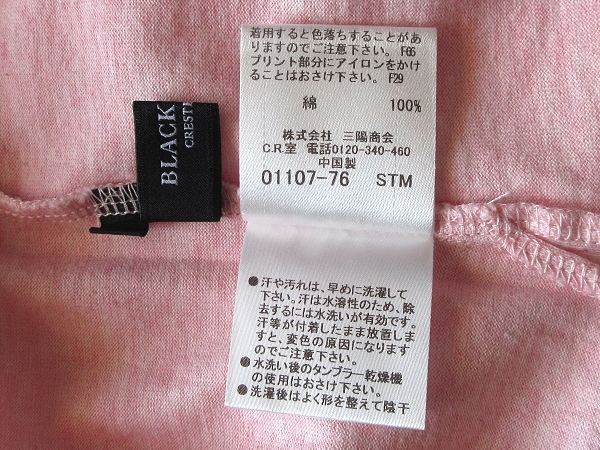 BLACK
CREST
着用すると色落ちすることがあ
りますのでご注意下さい。 F66
プリント部分にアイロンをかけ
ることはおさけ下さい。 F29
綿 100%
株式会社 三陽商会
C.R.室 電話0120-340-460
中国製
01107-76 STM
●汗や汚れは、早めに洗濯して
下さい。汗は水溶性のため、除
去するには水洗いが有効です。
汗等が付着したまま放置しま
すと、変色の原因になります
のでご注意下さい。
●水洗い後のタンブラー乾燥機
の使用はおさけ下さい。
●洗濯後はよく形を整えて陰干